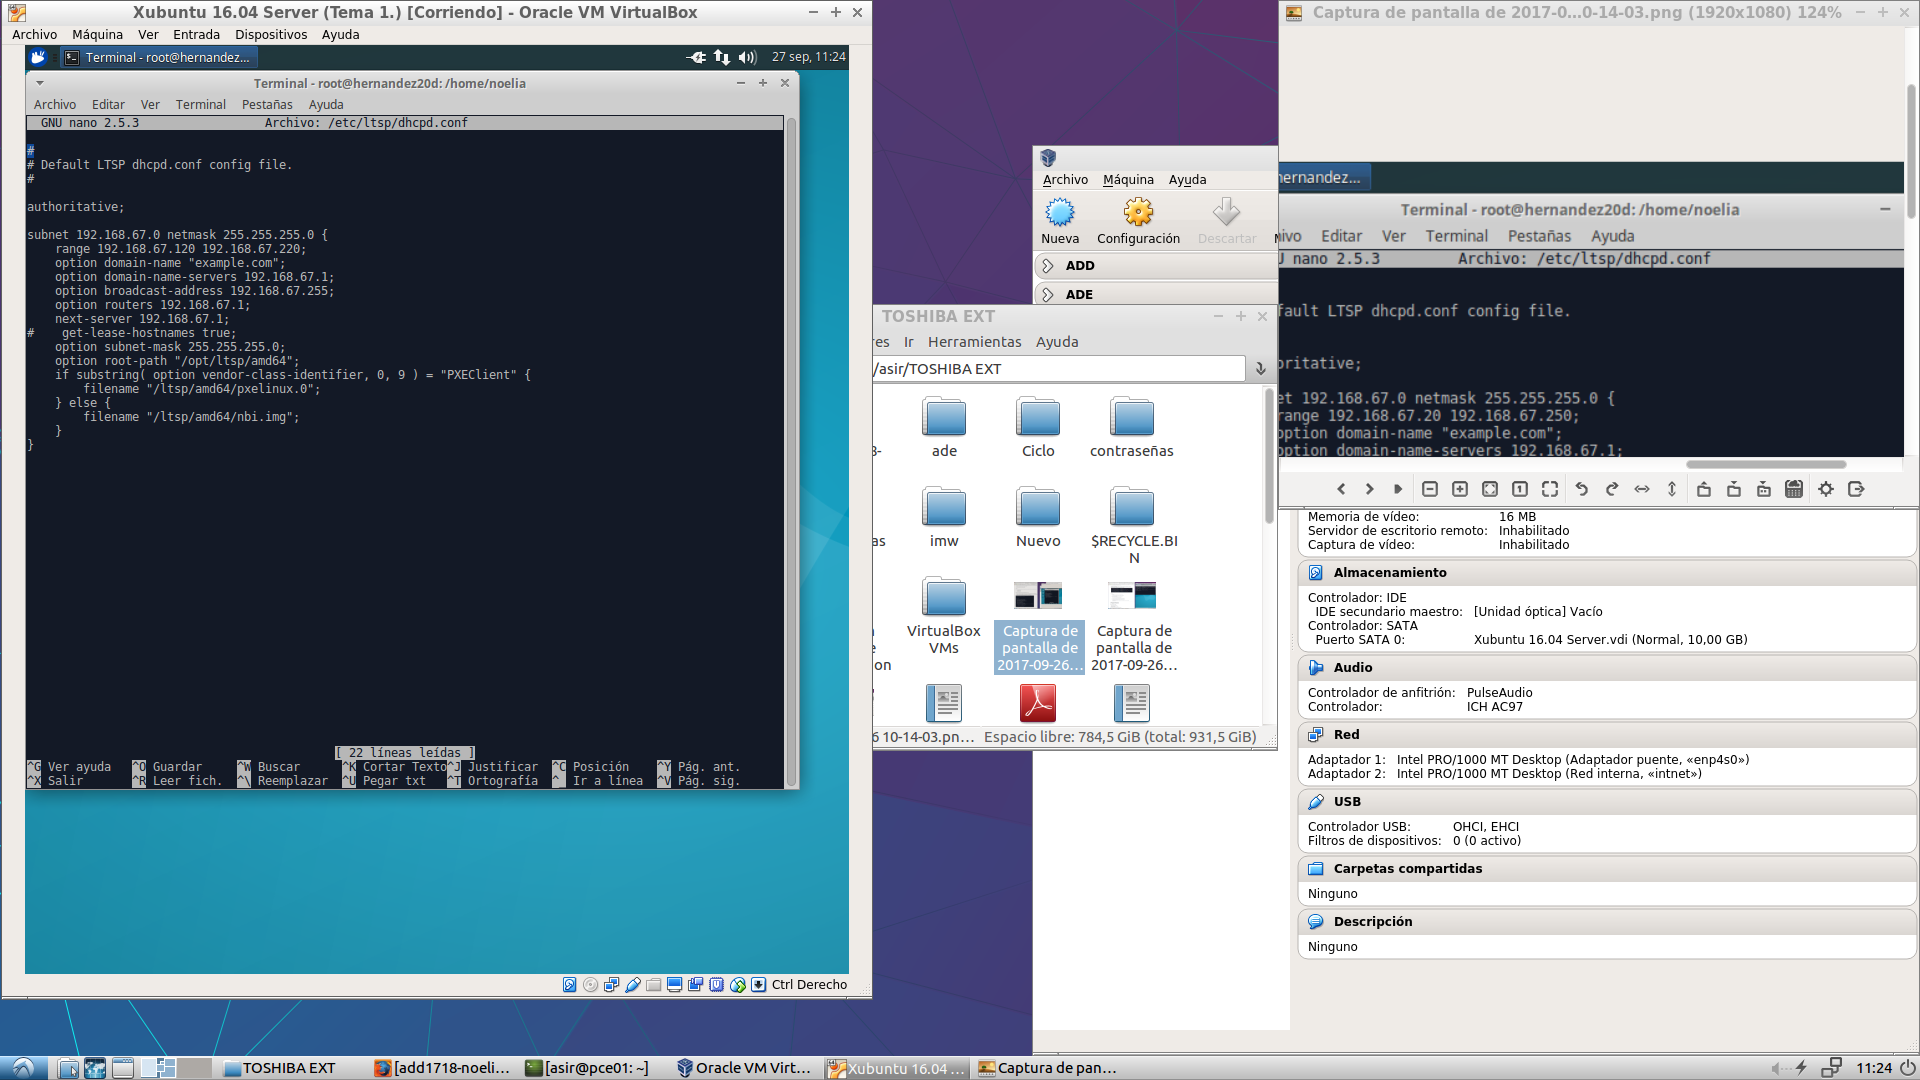 Xubuntu 16.04 Server (Tema 1.) [Corriendo] - Oracle VM VirtualBox
Archivo Máquina Ver Entrada Dispositivos Ayuda
Terminal - root@hernandez...
27 sep, 11:24
Terminal - root@hernandez20d: /home/noelia
Archivo Editar Ver Terminal Pestañas Ayuda
GNU nano 2.5.3 Archivo: /etc/ltsp/dhcpd.conf
#
# Default LTSP dhcpd.conf config file.
#
authoritative;
subnet 192.168.67.0 netmask 255.255.255.0 {
range 192.168.67.120 192.168.67.220;
option domain-name "example.com";
option domain-name-servers 192.168.67.1;
option broadcast-address 192.168.67.255;
option routers 192.168.67.1;
next-server 192.168.67.1;
# get-lease-hostnames true;
option subnet-mask 255.255.255.0;
option root-path "/opt/ltsp/amd64";
if substring( option vendor-class-identifier, 0, 9 ) = "PXEClient" {
filename "/ltsp/amd64/pxelinux.0";
} else {
filename "/ltsp/amd64/nbi.img";
}
}
[ 22 líneas leídas ]
^G Ver ayuda ^O Guardar ^W Buscar ^K Cortar Texto ^J Justificar ^C Posición ^Y Pág. ant.
^X Salir ^R Leer fich. ^\ Reemplazar ^U Pegar txt ^T Ortografía ^_ Ir a línea ^V Pág. sig.
Ctrl Derecho
Archivo Máquina Ayuda
Nueva Configuración Descartar
ADD
ADE
TOSHIBA EXT
res Ir Herramientas Ayuda
/asir/TOSHIBA EXT
ade Ciclo contraseñas
imw Nuevo $RECYCLE.BI
N
VirtualBox
VMs
Captura de
pantalla de
2017-09-26...
Captura de
pantalla de
2017-09-26...
6 10-14-03.pn... Espacio libre: 784,5 GiB (total: 931,5 GiB)
Captura de pantalla de 2017-0...0-14-03.png (1920x1080) 124%
hernandez...
Terminal - root@hernandez20d: /home/noelia
ivo Editar Ver Terminal Pestañas Ayuda
U nano 2.5.3 Archivo: /etc/ltsp/dhcpd.conf
fault LTSP dhcpd.conf config file.
oritative;
et 192.168.67.0 netmask 255.255.255.0 {
range 192.168.67.20 192.168.67.250;
option domain-name "example.com";
option domain-name-servers 192.168.67.1;
Memoria de vídeo: 16 MB
Servidor de escritorio remoto: Inhabilitado
Captura de vídeo: Inhabilitado
Almacenamiento
Controlador: IDE
IDE secundario maestro: [Unidad óptica] Vacío
Controlador: SATA
Puerto SATA 0: Xubuntu 16.04 Server.vdi (Normal, 10,00 GB)
Audio
Controlador de anfitrión: PulseAudio
Controlador: ICH AC97
Red
Adaptador 1: Intel PRO/1000 MT Desktop (Adaptador puente, «enp4s0»)
Adaptador 2: Intel PRO/1000 MT Desktop (Red interna, «intnet»)
USB
Controlador USB: OHCI, EHCI
Filtros de dispositivos: 0 (0 activo)
Carpetas compartidas
Ninguno
Descripción
Ninguno
TOSHIBA EXT [add1718-noeli... [asir@pce01: ~] Oracle VM Virt... Xubuntu 16.04 ... Captura de pan... 11:24